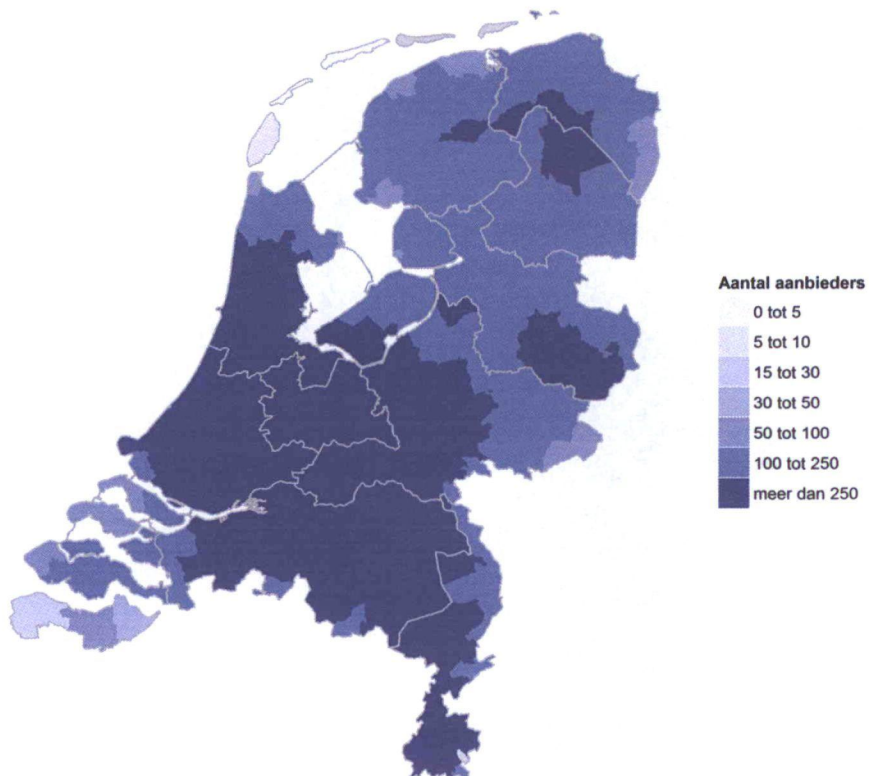 Aantal aanbieders
0 tot 5
5 tot 10
15 tot 30
30 tot 50
50 tot 100
100 tot 250
meer dan 250